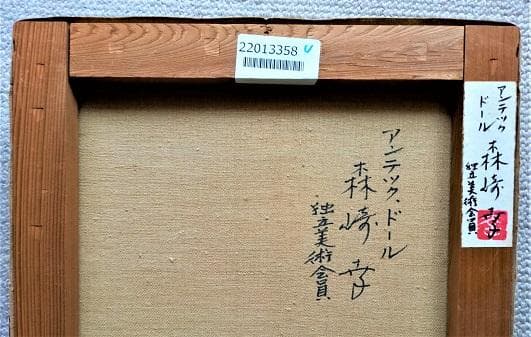 22013358
アンテック、ドール
森崎 幸
独立美術会員
アンテック
ドール
森崎 幸
独立美術会員